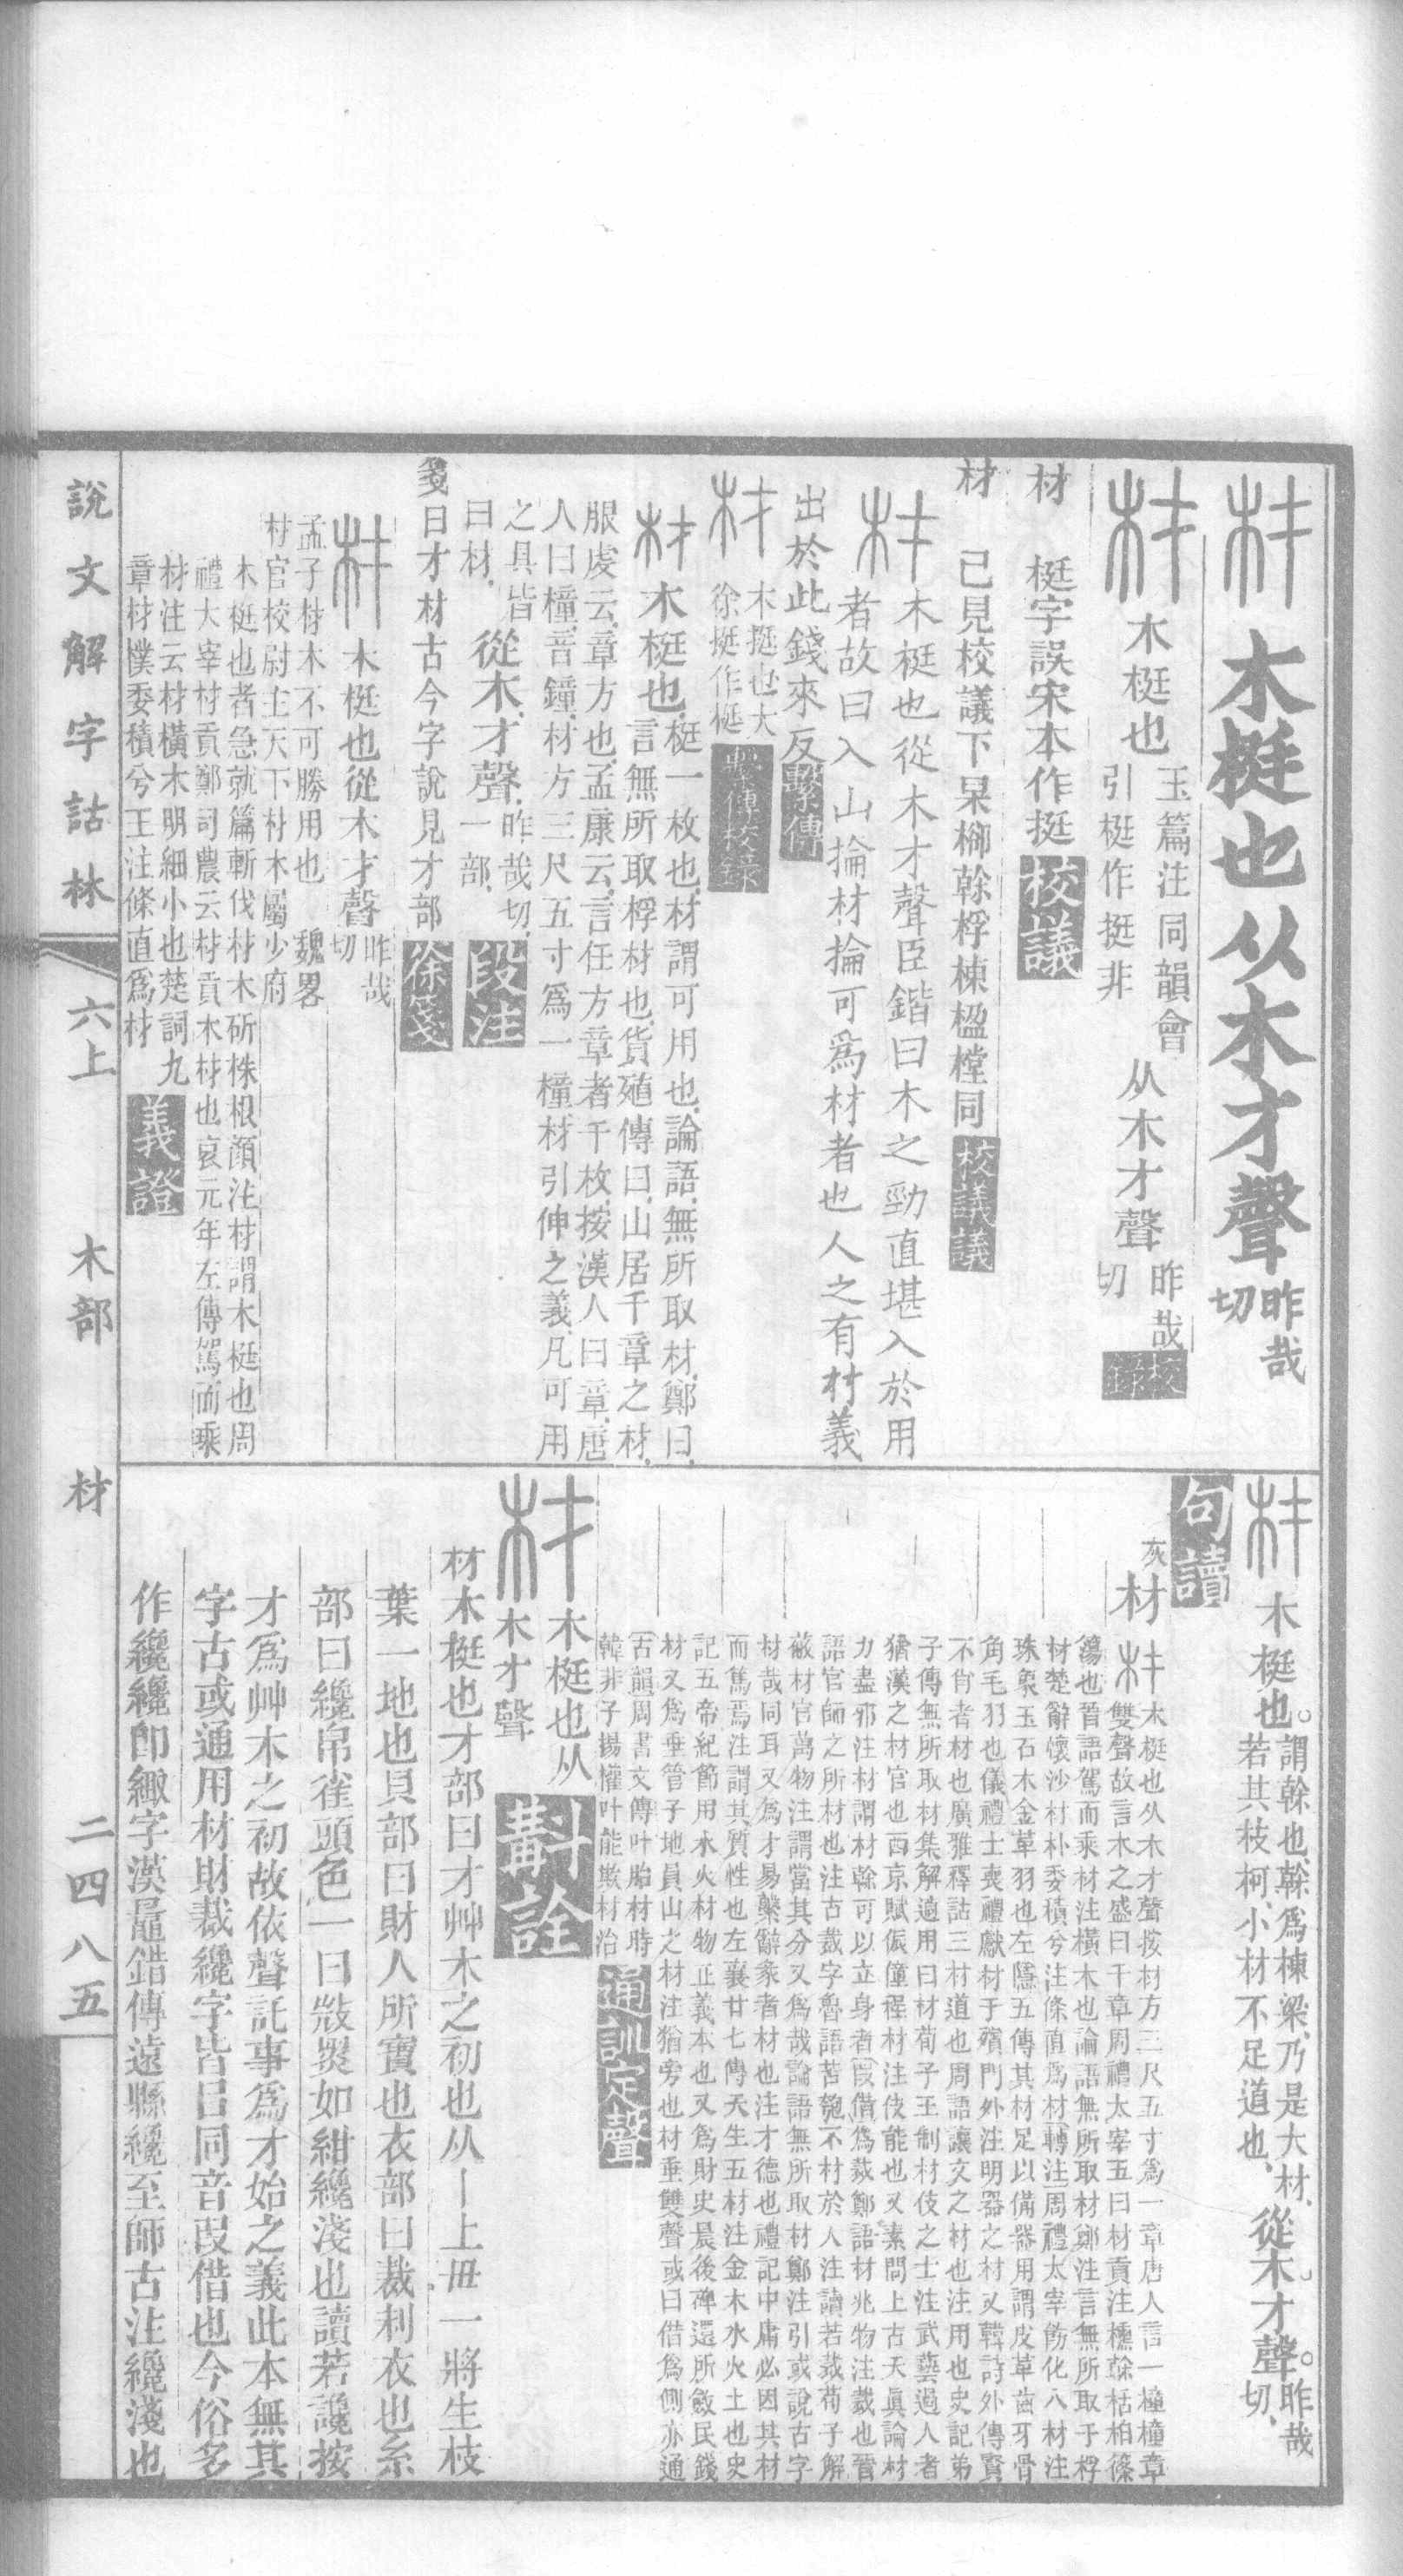 材 木梃也从木才聲昨哉切
材 木梃也玉篇注同韻會引梃作挺非从木才聲昨哉切校錄
材 梃字誤宋本作挺校議
材 已見校議下杲榔榦桴棟楹樘同校議議
材 木梃也從木才聲臣鍇曰木之勁直堪入於用
者故曰入山掄材掄可爲材者也人之有材義
出於此錢來反繫傳
材 木挺也大徐挺作梃繫傳校錄
材 木梃也梃一枚也材謂可用也論語無所取材鄭曰
言無所取桴材也貨殖傳曰山居千章之材
服虔云章方也孟康云言任方章者千枚按漢人曰章唐
人曰橦音鐘材方三尺五寸爲一橦材引伸之義凡可用
之具皆曰材從木才聲昨哉切一部段注
箋曰才材古今字說見才部徐箋
材 木梃也從木才聲昨哉切
孟子材木不可勝用也 魏畧
材官校尉主天下材木屬少府
木梃也者急就篇斬伐材木斫株根顏注材謂木梃也周
禮大宰材貢鄭司農云材貢木材也哀元年左傳駕而乘
材注云材橫木明細小也楚詞九
章材樸委積兮王注條直爲材義證
材 木梃也謂榦也榦爲棟梁乃是大材
若其枝柯小材不足道也從木才聲昨哉切
句讀
灰
材 材 木梃也从木才聲按材方三尺五寸爲一章唐人言一橦橦章
雙聲故言木之盛曰千章周禮太宰五曰材貢注櫄榦栝柏篠
簜也晉語駕而乘材注橫木也論語無所取材鄭注言無所取于桴
材楚辭懷沙材朴委積兮注條直爲材轉注周禮太宰飭化八材注
珠象玉石木金革羽也左隱五傳其材足以備器用謂皮革齒牙骨
角毛羽也儀禮士喪禮獻材于殯門外注明器之材又韓詩外傳賢
不肖者材也廣雅釋詁三材道也周語讓文之材也注用也史記弟
子傳無所取材集解適用曰材荀子王制材伎之士注武藝過人者
猶漢之材官也西京賦侲僮程材注伎能也又素問上古天眞論材
力盡邪注材謂材榦可以立身者叚借爲烖鄭語材兆物注裁也晉
語官師之所材也注古裁字魯語苦匏不材於人注讀若裁荀子解
蔽材官萬物注謂當其分又爲哉論語無所取材鄭注引或說古字
材哉同耳又爲才易繫辭彖者材也注才德也禮記中庸必因其材
而篤焉注謂其質性也左襄廿七傳天生五材注金木水火土也史
記五帝紀節用水火材物正義本也又爲財史晨後碑還所斂民錢
材又爲垂管子地員山之材注猶旁也材垂雙聲或曰借爲側亦通
古韻周書文傳叶胎材時
韓非子揚權叶能欺材治通訓定聲
材 木梃也从木才聲斠詮
材木梃也才部曰才艸木之初也从丨上毌一將生枝
葉一地也貝部曰財人所寶也衣部曰裁制衣也糸
部曰纔帛雀頭色一曰㣲黑如紺纔淺也讀若讒按
才爲艸木之初故依聲託事爲才始之義此本無其
字古或通用材財裁纔字皆㠯同音叚借也今俗多
作纔纔卽緅字漢鼂錯傳遠縣纔至師古注纔淺也
說文解字詁林 六上 木部 材 二四八五